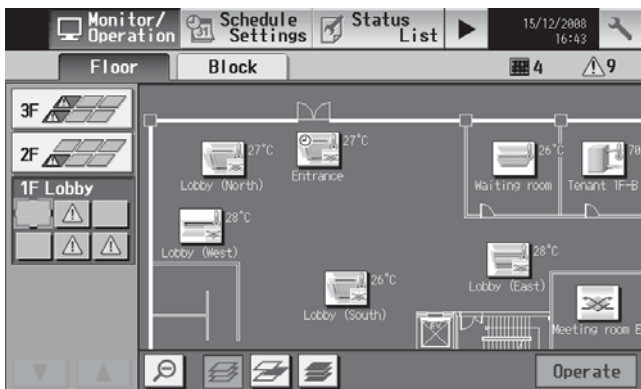 Monitor/
Operation
Schedule
Settings
Status
List
15/12/2008
16:43
Floor
Block
4
9
3F
2F
1F Lobby
27°C
Lobby (North)
27°C
Entrance
26°C
Waiting room
70
Tenant 1F-B
28°C
Lobby (West)
26°C
Lobby (South)
28°C
Lobby (East)
Meeting room E
Operate